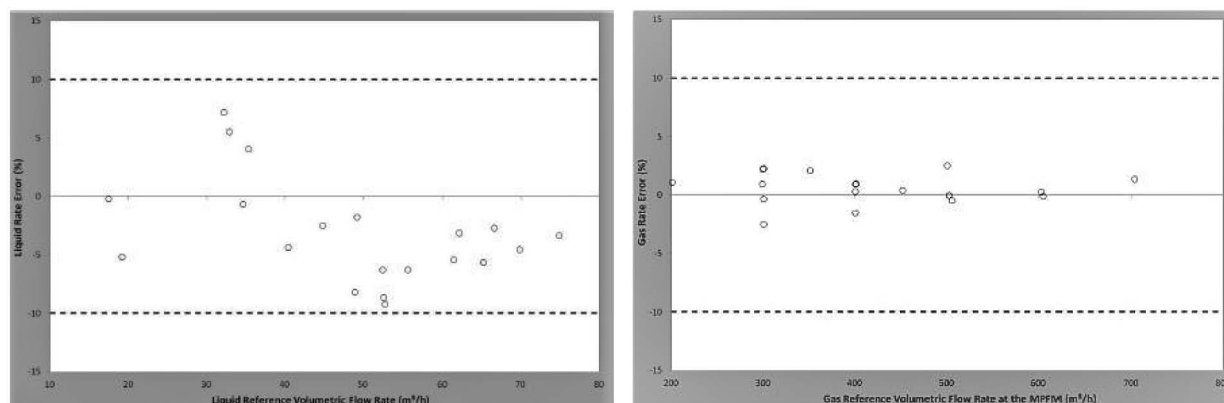 15
10
5
0
-5
-10
-15
Liquid Rate Error (%)
10 20 30 40 50 60 70 80
Liquid Reference Volumetric Flow Rate (m³/h)
15
10
5
0
-5
-10
-15
Gas Rate Error (%)
200 300 400 500 600 700 80
Gas Reference Volumetric Flow Rate at the MPFM (m³/h)